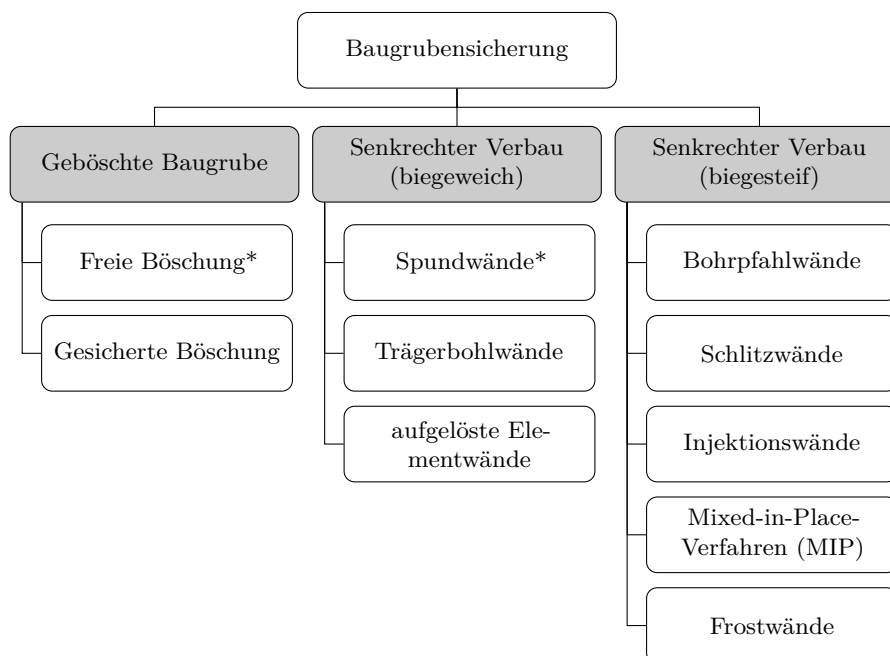 Baugrubensicherung
Geböschte Baugrube
Senkrechter Verbau
(biegeweich)
Senkrechter Verbau
(biegesteif)
Freie Böschung*
Gesicherte Böschung
Spundwände*
Trägerbohlwände
aufgelöste Ele-
mentwände
Bohrpfahlwände
Schlitzwände
Injektionswände
Mixed-in-Place-
Verfahren (MIP)
Frostwände